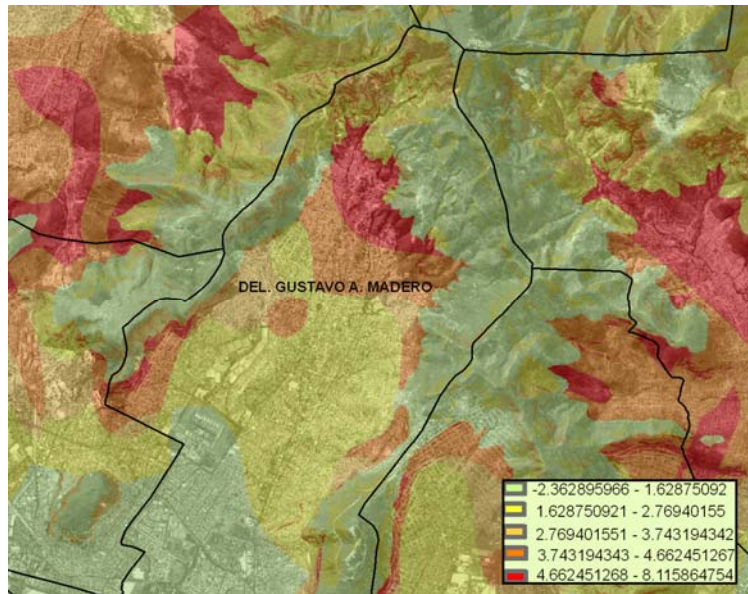 DEL. GUSTAVO A. MADERO
-2.362895966 - 1.62875092
1.628750921 - 2.76940155
2.769401551 - 3.743194342
3.743194343 - 4.662451267
4.662451268 - 8.115864754